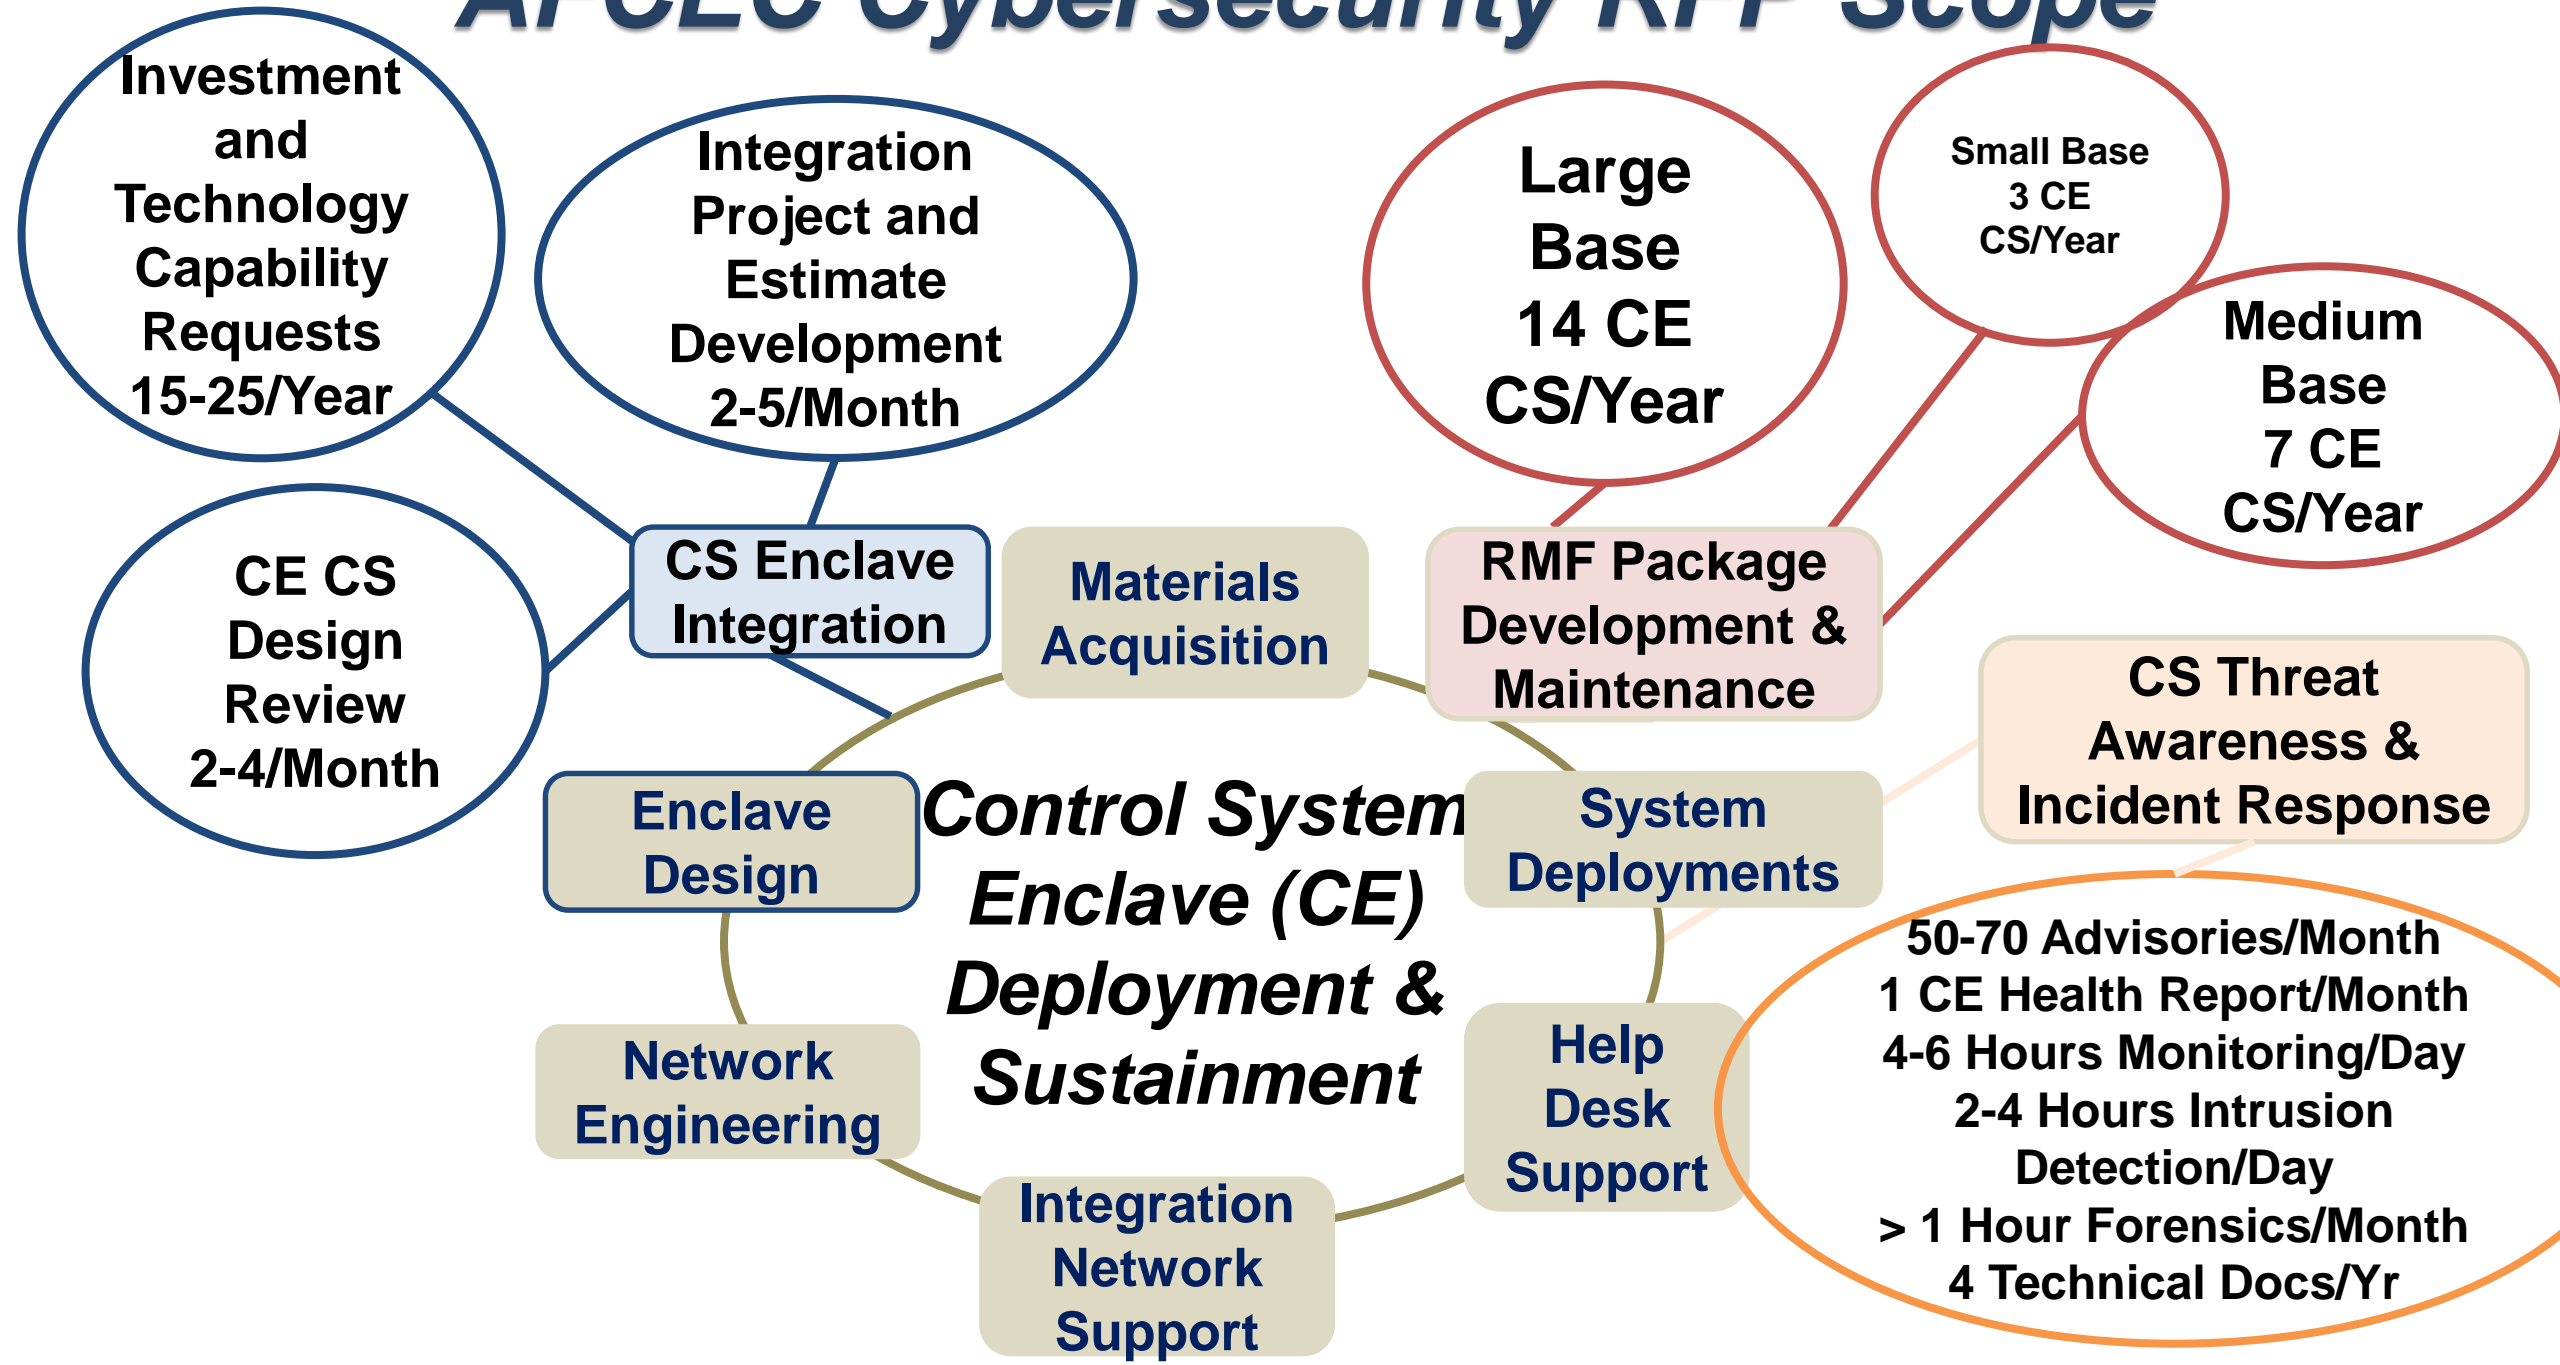 AFCEC Cybersecurity RFP Scope
Investment
and
Technology
Capability
Requests
15-25/Year
Integration
Project and
Estimate
Development
2-5/Month
Large
Base
14 CE
CS/Year
Small Base
3 CE
CS/Year
Medium
Base
7 CE
CS/Year
CE CS
Design
Review
2-4/Month
CS Enclave
Integration
Materials
Acquisition
RMF Package
Development &
Maintenance
CS Threat
Awareness &
Incident Response
Enclave
Design
Control System
Enclave (CE)
Deployment &
Sustainment
System
Deployments
Network
Engineering
Help
Desk
Support
Integration
Network
Support
50-70 Advisories/Month
1 CE Health Report/Month
4-6 Hours Monitoring/Day
2-4 Hours Intrusion
Detection/Day
> 1 Hour Forensics/Month
4 Technical Docs/Yr